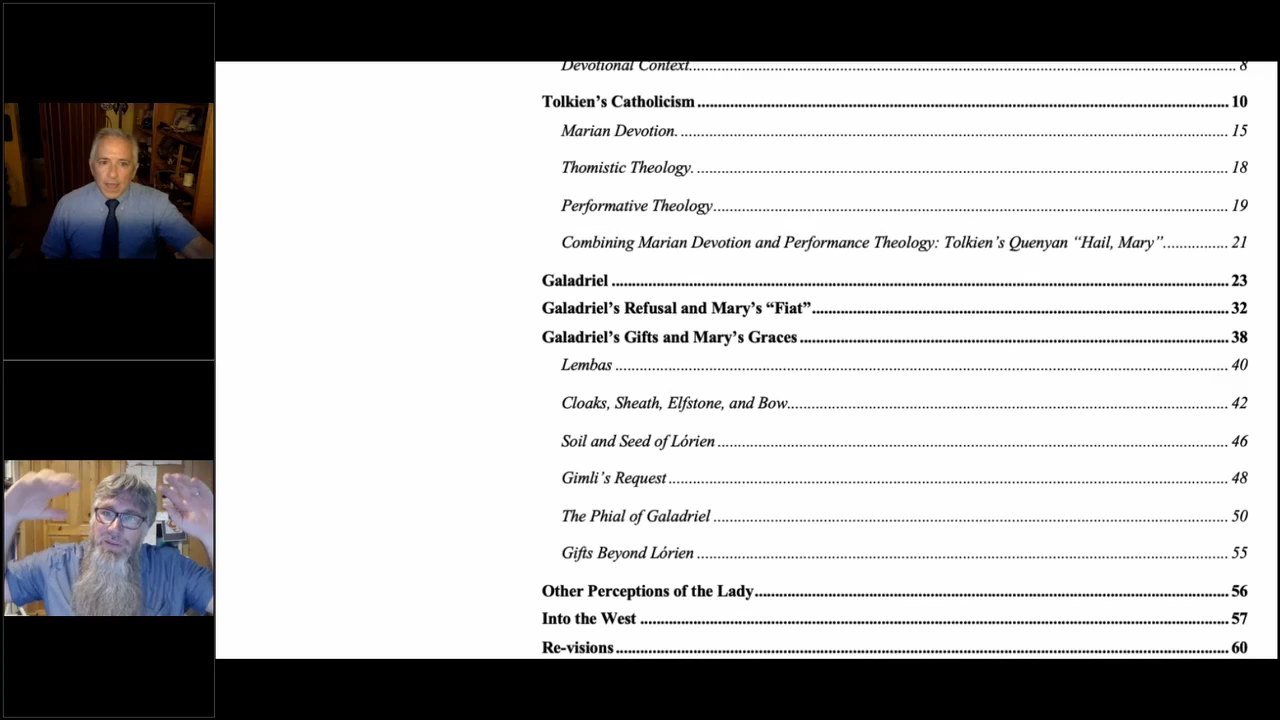 Devotional Context........ 8
Tolkien’s Catholicism........ 10
Marian Devotion......... 15
Thomistic Theology......... 18
Performative Theology........ 19
Combining Marian Devotion and Performance Theology: Tolkien’s Quenyan “Hail, Mary”........ 21
Galadriel........ 23
Galadriel’s Refusal and Mary’s “Fiat”........ 32
Galadriel’s Gifts and Mary’s Graces........ 38
Lembas........ 40
Cloaks, Sheath, Elfstone, and Bow........ 42
Soil and Seed of Lórien........ 46
Gimli’s Request........ 48
The Phial of Galadriel........ 50
Gifts Beyond Lórien........ 55
Other Perceptions of the Lady........ 56
Into the West........ 57
Re-visions........ 60